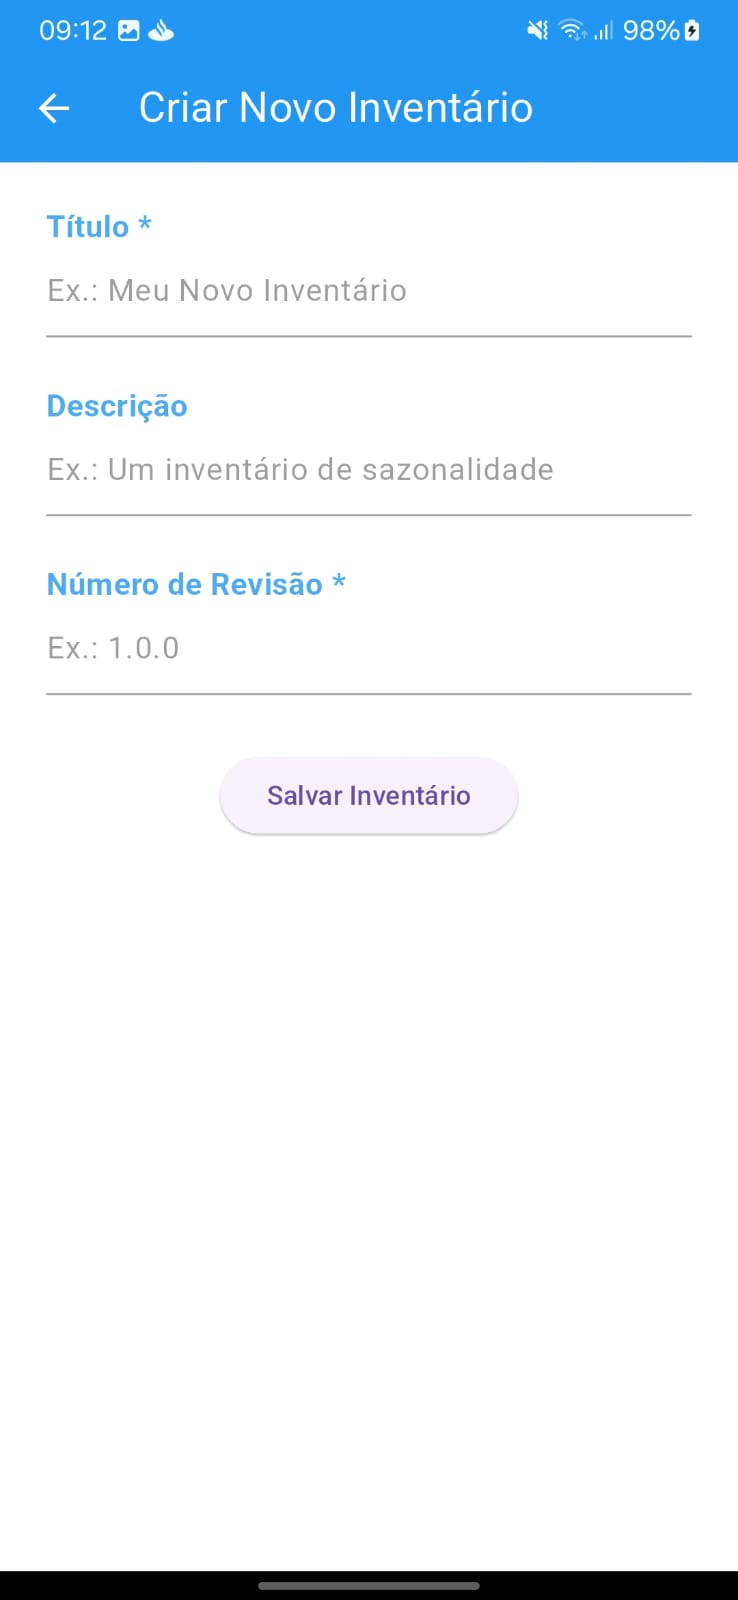 09:12 98%
Criar Novo Inventário
Título *
Ex.: Meu Novo Inventário
Descrição
Ex.: Um inventário de sazonalidade
Número de Revisão *
Ex.: 1.0.0
Salvar Inventário